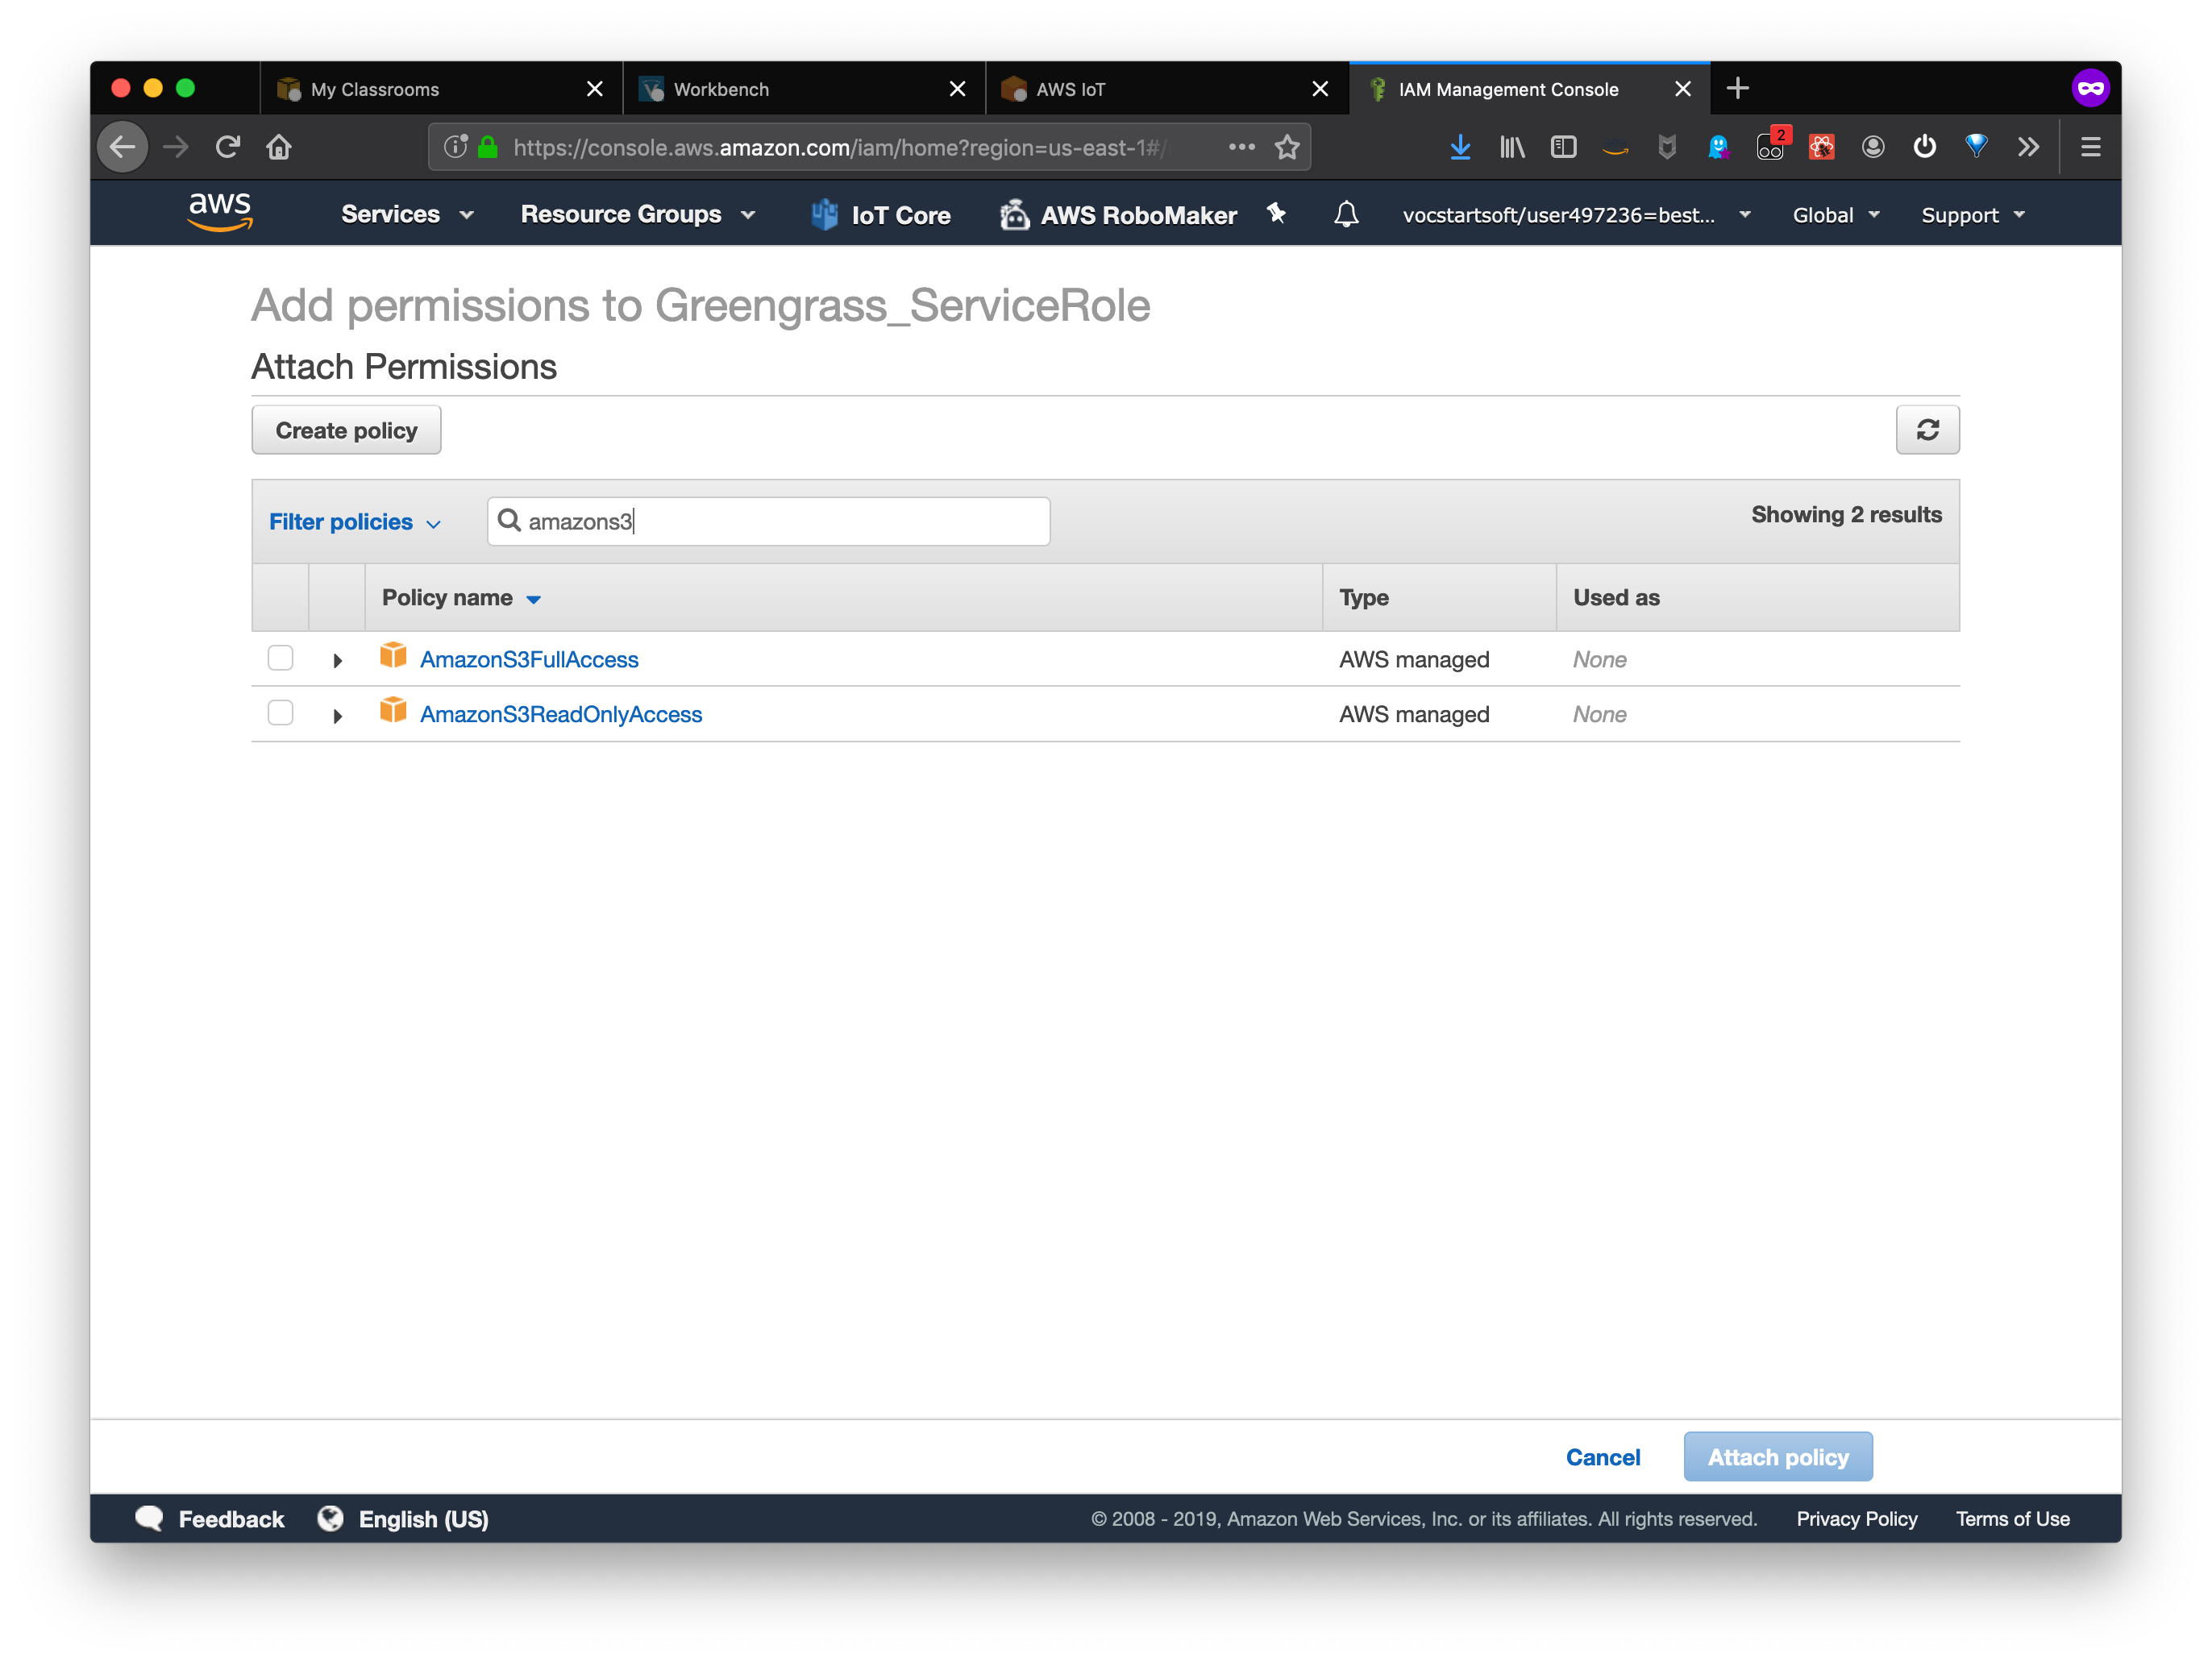 My Classrooms
Workbench
AWS IoT
IAM Management Console
https://console.aws.amazon.com/iam/home?region=us-east-1#/
2
aws
Services
Resource Groups
IoT Core
AWS RoboMaker
vocstartsoft/user497236=best...
Global
Support
Add permissions to Greengrass_ServiceRole
Attach Permissions
Create policy
Filter policies
amazons3
Showing 2 results
Policy name
Type
Used as
AmazonS3FullAccess
AWS managed
None
AmazonS3ReadOnlyAccess
AWS managed
None
Cancel
Attach policy
Feedback
English (US)
© 2008 - 2019, Amazon Web Services, Inc. or its affiliates. All rights reserved.
Privacy Policy
Terms of Use